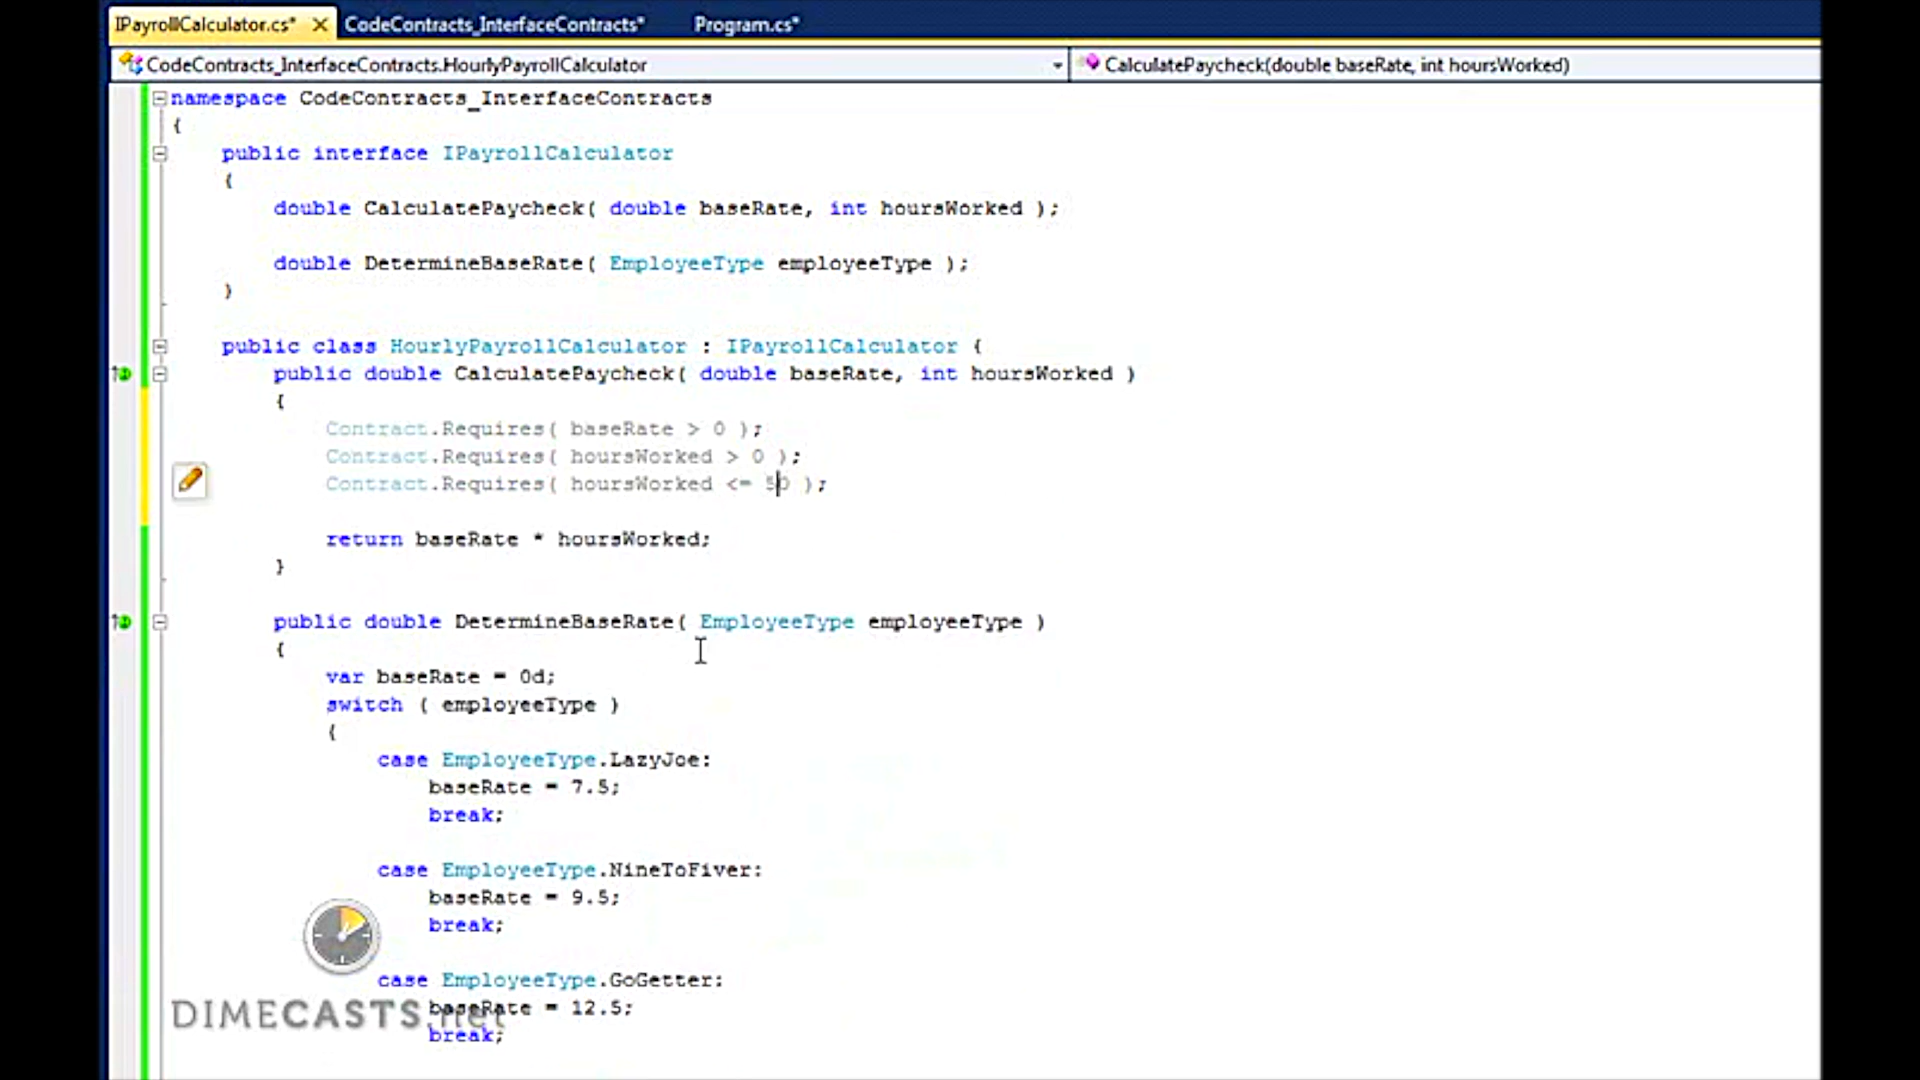 IPayrollCalculator.cs* CodeContracts_InterfaceContracts* Program.cs*
CodeContracts_InterfaceContracts.HourlyPayrollCalculator CalculatePaycheck(double baseRate, int hoursWorked)
namespace CodeContracts_InterfaceContracts
{
public interface IPayrollCalculator
{
double CalculatePaycheck( double baseRate, int hoursWorked );
double DetermineBaseRate( EmployeeType employeeType );
}
public class HourlyPayrollCalculator : IPayrollCalculator {
public double CalculatePaycheck( double baseRate, int hoursWorked )
{
Contract.Requires( baseRate > 0 );
Contract.Requires( hoursWorked > 0 );
Contract.Requires( hoursWorked <= 50 );
return baseRate * hoursWorked;
}
public double DetermineBaseRate( EmployeeType employeeType )
{
var baseRate = 0d;
switch ( employeeType )
{
case EmployeeType.LazyJoe:
baseRate = 7.5;
break;
case EmployeeType.NineToFiver:
baseRate = 9.5;
break;
case EmployeeType.GoGetter:
baseRate = 12.5;
break;
DIMECASTS.net